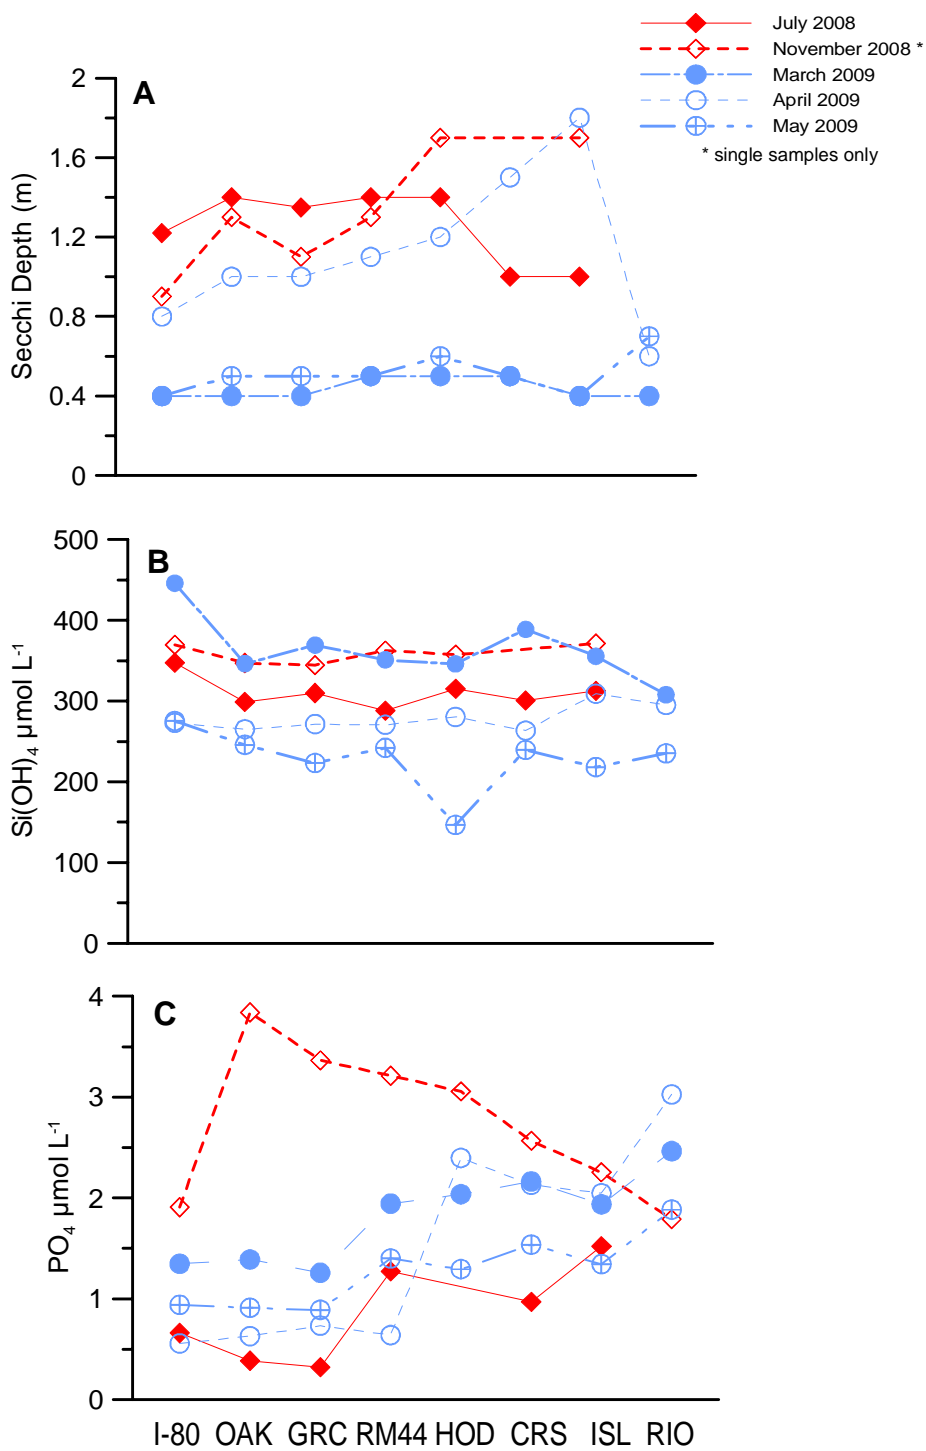 July 2008
November 2008 *
March 2009
April 2009
May 2009
* single samples only
A
2
1.6
1.2
0.8
0.4
0
Secchi Depth (m)
B
500
400
300
200
100
0
Si(OH)₄ µmol L⁻¹
C
4
3
2
1
0
PO₄ µmol L⁻¹
I-80 OAK GRC RM44 HOD CRS ISL RIO